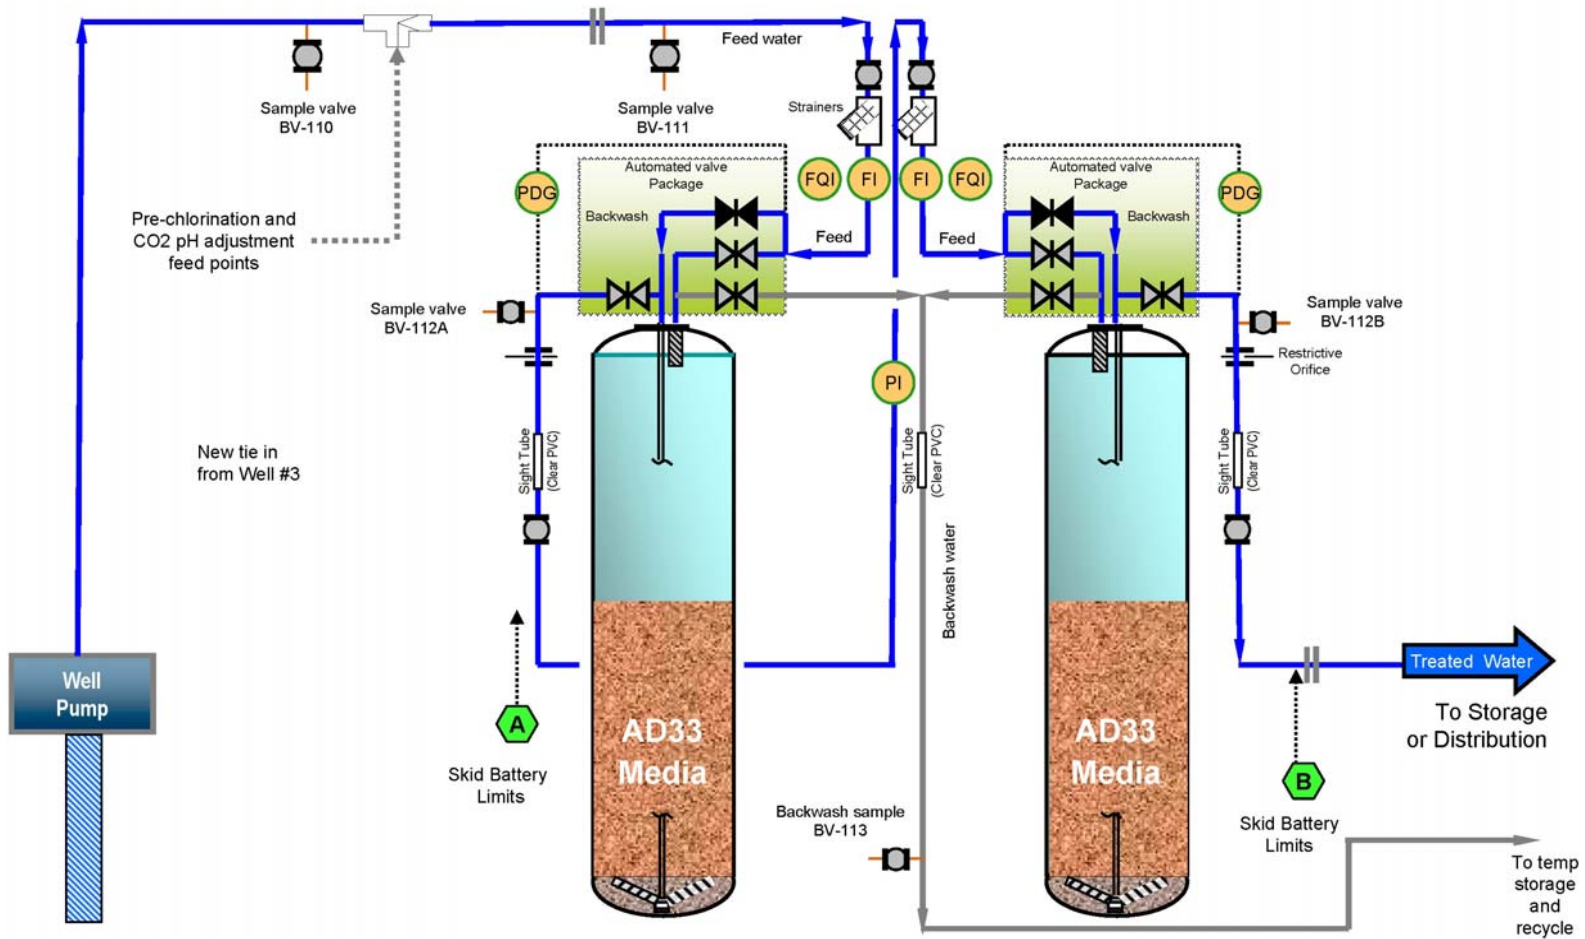 Feed water
Sample valve
BV-110
Sample valve
BV-111
Strainers
Automated valve
Package
Backwash
PDG
FQI
FI
FI
FQI
Automated valve
Package
Backwash
PDG
Pre-chlorination and
CO2 pH adjustment
feed points
Feed
Feed
Sample valve
BV-112A
Sample valve
BV-112B
Restrictive
Orifice
PI
New tie in
from Well #3
Sight Tube
(Clear PVC)
Sight Tube
(Clear PVC)
Sight Tube
(Clear PVC)
Backwash water
Well
Pump
A
Skid Battery
Limits
AD33
Media
AD33
Media
Treated Water
To Storage
or Distribution
B
Skid Battery
Limits
Backwash sample
BV-113
To temp
storage
and
recycle